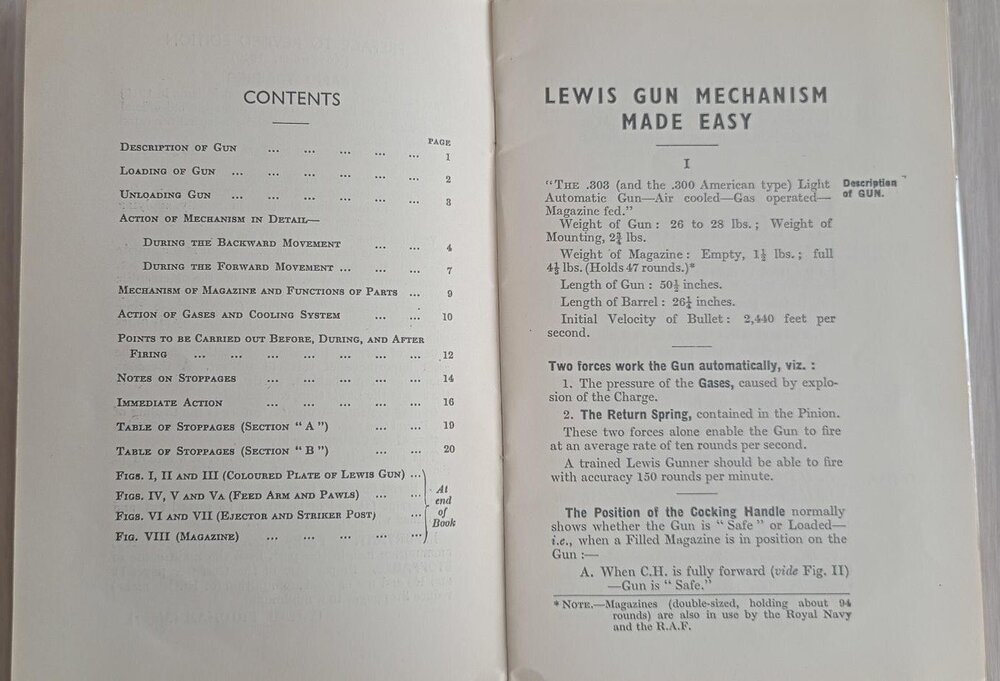 CONTENTS
PAGE
DESCRIPTION OF GUN ... ... ... ... ... 1
LOADING OF GUN ... ... ... ... ... ... 2
UNLOADING GUN ... ... ... ... ... ... 3
ACTION OF MECHANISM IN DETAIL—
DURING THE BACKWARD MOVEMENT ... ... 4
DURING THE FORWARD MOVEMENT ... ... ... 7
MECHANISM OF MAGAZINE AND FUNCTIONS OF PARTS ... 9
ACTION OF GASES AND COOLING SYSTEM ... ... 10
POINTS TO BE CARRIED OUT BEFORE, DURING, AND AFTER
FIRING ... ... ... ... ... ... ... 12
NOTES ON STOPPAGES ... ... ... ... ... 14
IMMEDIATE ACTION ... ... ... ... ... 16
TABLE OF STOPPAGES (SECTION “A”) ... ... 19
TABLE OF STOPPAGES (SECTION “B”) ... ... 20
FIGS. I, II AND III (COLOURED PLATE OF LEWIS GUN) ...
FIGS. IV, V AND VA (FEED ARM AND PAWLS) ... ...
FIGS. VI AND VII (EJECTOR AND STRIKER POST) ...
FIG. VIII (MAGAZINE) ... ... ... ... ...
At
end
of
Book
LEWIS GUN MECHANISM
MADE EASY
I
“THE .303 (and the .300 American type) Light
Automatic Gun—Air cooled—Gas operated—
Magazine fed.”
Description
of GUN.
Weight of Gun : 26 to 28 lbs. ; Weight of
Mounting, 2¾ lbs.
Weight of Magazine : Empty, 1½ lbs. ; full
4½ lbs. (Holds 47 rounds.)*
Length of Gun : 50½ inches.
Length of Barrel : 26¼ inches.
Initial Velocity of Bullet : 2,440 feet per
second.
Two forces work the Gun automatically, viz. :
1. The pressure of the Gases, caused by explo-
sion of the Charge.
2. The Return Spring, contained in the Pinion.
These two forces alone enable the Gun to fire
at an average rate of ten rounds per second.
A trained Lewis Gunner should be able to fire
with accuracy 150 rounds per minute.
The Position of the Cocking Handle normally
shows whether the Gun is “ Safe ” or Loaded—
i.e., when a Filled Magazine is in position on the
Gun :—
A. When C.H. is fully forward (vide Fig. II)
—Gun is “ Safe.”
* NOTE.—Magazines (double-sized, holding about 94
rounds) are also in use by the Royal Navy
and the R.A.F.